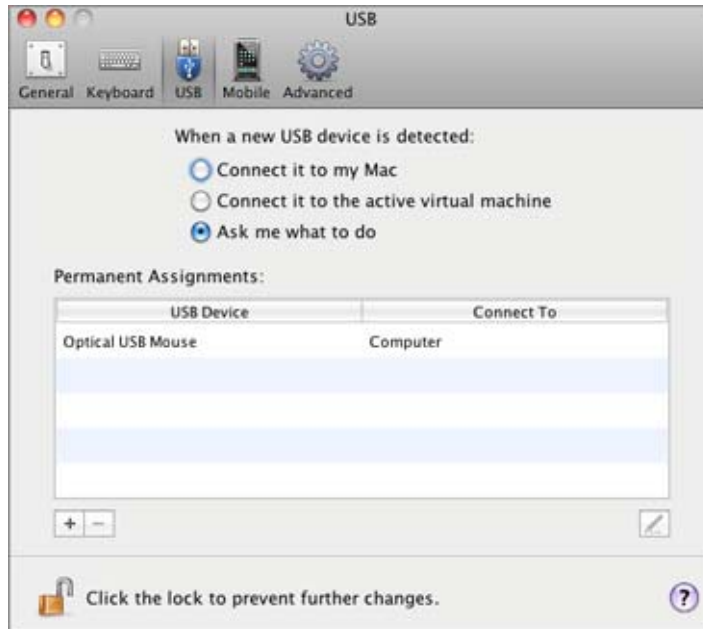 USB
General Keyboard USB Mobile Advanced
When a new USB device is detected:
Connect it to my Mac
Connect it to the active virtual machine
Ask me what to do
Permanent Assignments:
USB Device Connect To
Optical USB Mouse Computer
+ −
Click the lock to prevent further changes. ?